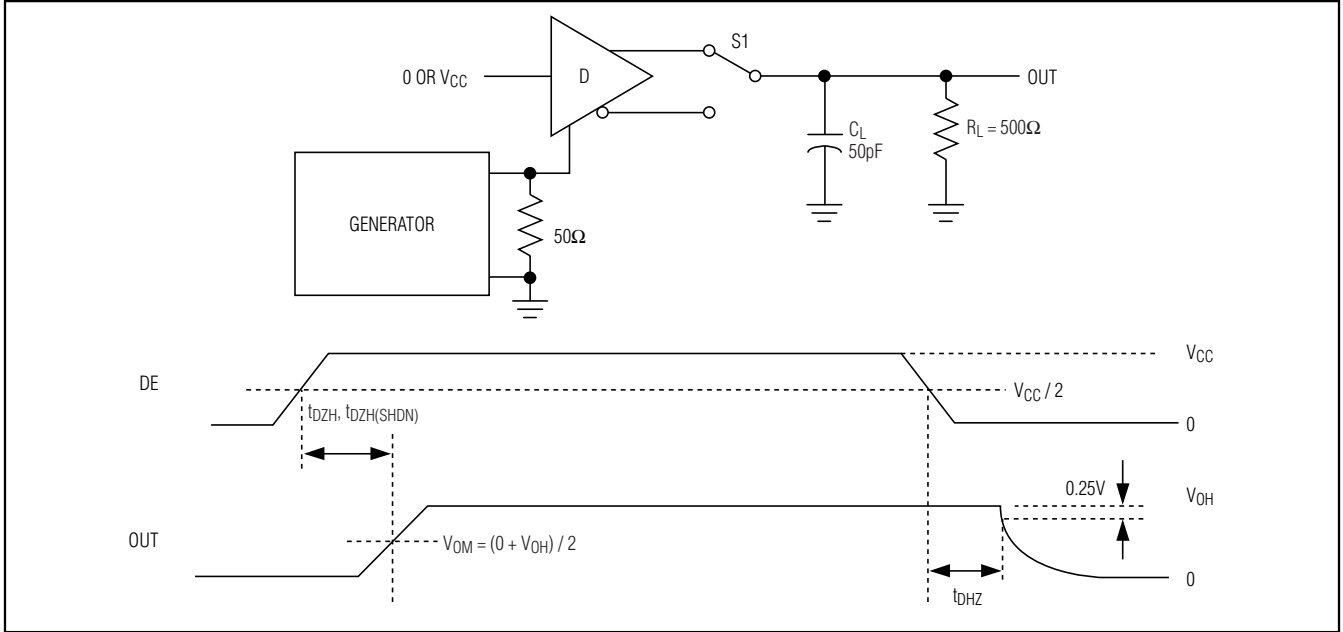 S1
0 OR VCC
D
OUT
CL
50pF
RL = 500Ω
GENERATOR
50Ω
VCC
DE
VCC / 2
tDZH, tDZH(SHDN)
0
0.25V
VOH
OUT
VOM = (0 + VOH) / 2
0
tDHZ